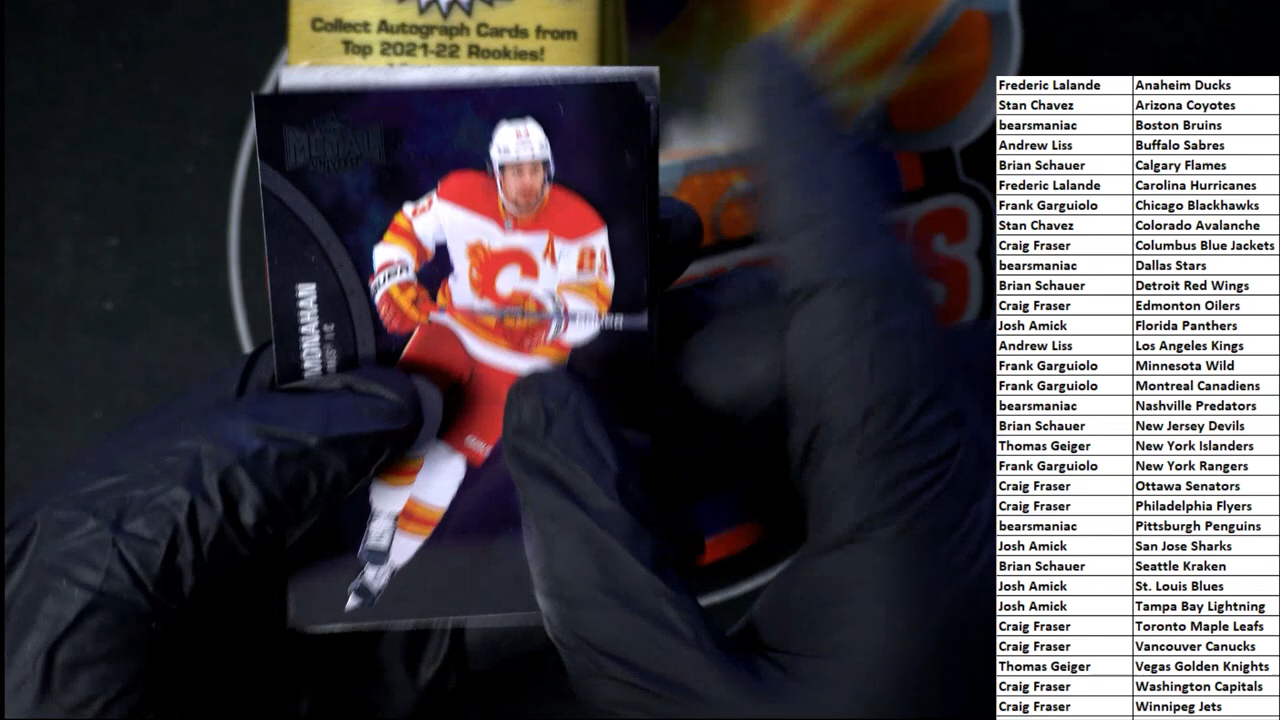 Collect Autograph Cards from
Top 2021-22 Rookies!
METAL
UNIVERSE
MONAHAN
C
A
Frederic Lalande Anaheim Ducks
Stan Chavez Arizona Coyotes
bearsmaniac Boston Bruins
Andrew Liss Buffalo Sabres
Brian Schauer Calgary Flames
Frederic Lalande Carolina Hurricanes
Frank Garguiolo Chicago Blackhawks
Stan Chavez Colorado Avalanche
Craig Fraser Columbus Blue Jackets
bearsmaniac Dallas Stars
Brian Schauer Detroit Red Wings
Craig Fraser Edmonton Oilers
Josh Amick Florida Panthers
Andrew Liss Los Angeles Kings
Frank Garguiolo Minnesota Wild
Frank Garguiolo Montreal Canadiens
bearsmaniac Nashville Predators
Brian Schauer New Jersey Devils
Thomas Geiger New York Islanders
Frank Garguiolo New York Rangers
Craig Fraser Ottawa Senators
Craig Fraser Philadelphia Flyers
bearsmaniac Pittsburgh Penguins
Josh Amick San Jose Sharks
Brian Schauer Seattle Kraken
Josh Amick St. Louis Blues
Josh Amick Tampa Bay Lightning
Craig Fraser Toronto Maple Leafs
Craig Fraser Vancouver Canucks
Thomas Geiger Vegas Golden Knights
Craig Fraser Washington Capitals
Craig Fraser Winnipeg Jets